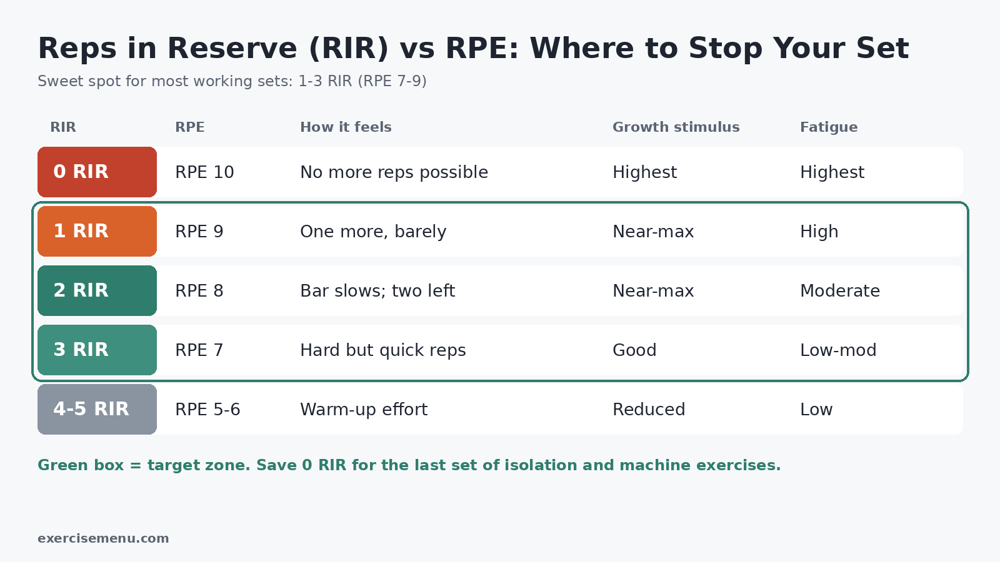 Reps in Reserve (RIR) vs RPE: Where to Stop Your Set
Sweet spot for most working sets: 1-3 RIR (RPE 7-9)
RIR RPE How it feels Growth stimulus Fatigue
0 RIR RPE 10 No more reps possible Highest Highest
1 RIR RPE 9 One more, barely Near-max High
2 RIR RPE 8 Bar slows; two left Near-max Moderate
3 RIR RPE 7 Hard but quick reps Good Low-mod
4-5 RIR RPE 5-6 Warm-up effort Reduced Low
Green box = target zone. Save 0 RIR for the last set of isolation and machine exercises.
exercisemenu.com